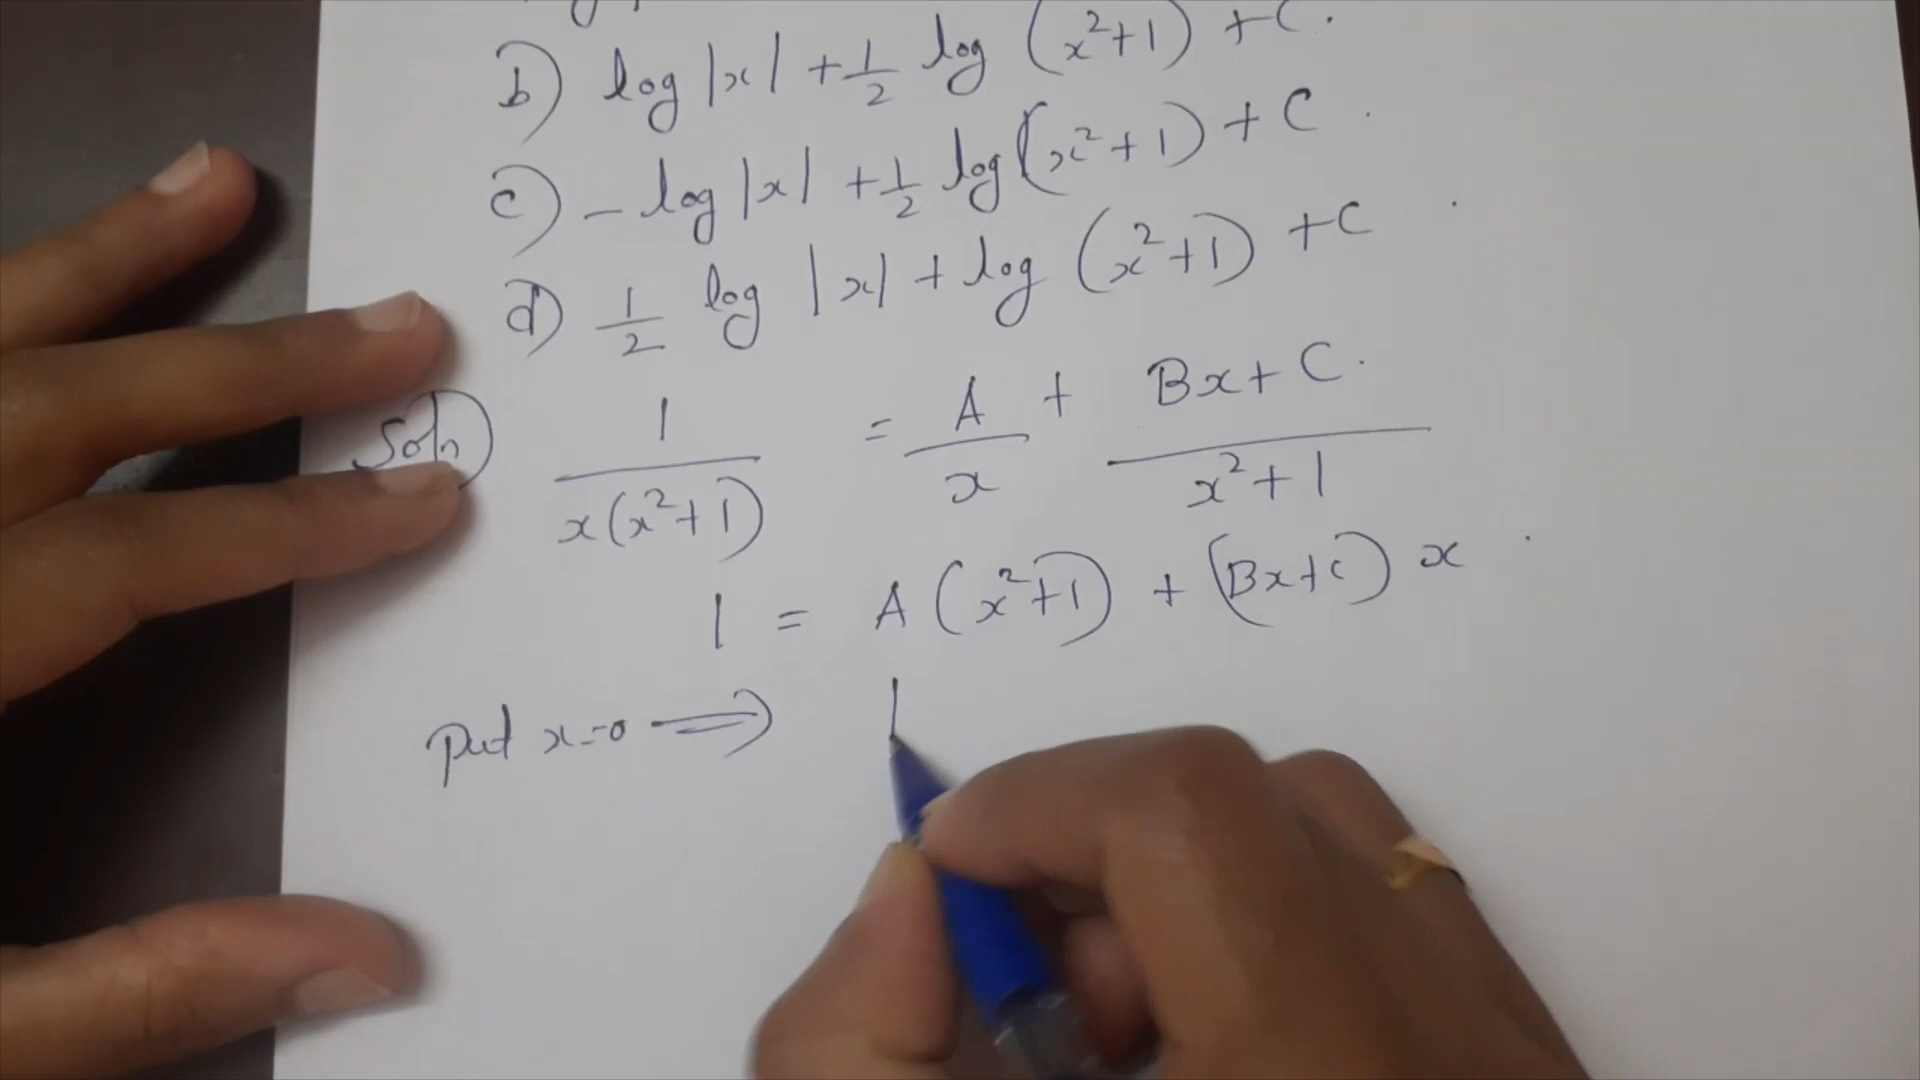 b) log |x| + 1/2 log (x²+1) + C.
c) - log |x| + 1/2 log (x²+1) + C.
d) 1/2 log |x| + log (x²+1) + C
Soln) 1/x(x²+1) = A/x + Bx+C/x²+1
1 = A (x²+1) + (Bx+C) x
put x=0 ⟹ 1